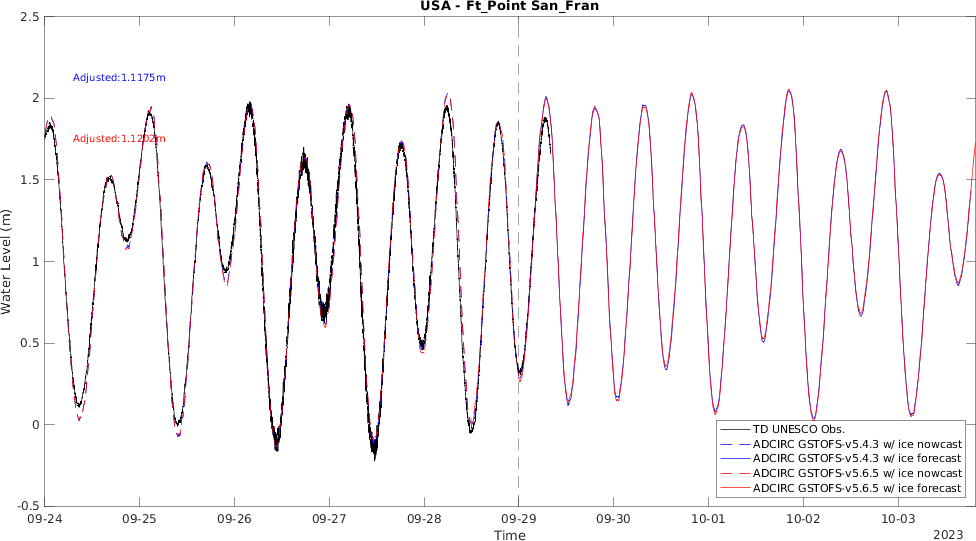 USA - Ft_Point San_Fran
2.5
2
1.5
1
0.5
0
-0.5
Water Level (m)
Adjusted:1.1175m
Adjusted:1.1202m
TD UNESCO Obs.
ADCIRC GSTOFS-v5.4.3 w/ ice nowcast
ADCIRC GSTOFS-v5.4.3 w/ ice forecast
ADCIRC GSTOFS-v5.6.5 w/ ice nowcast
ADCIRC GSTOFS-v5.6.5 w/ ice forecast
09-24 09-25 09-26 09-27 09-28 09-29 09-30 10-01 10-02 10-03
Time
2023